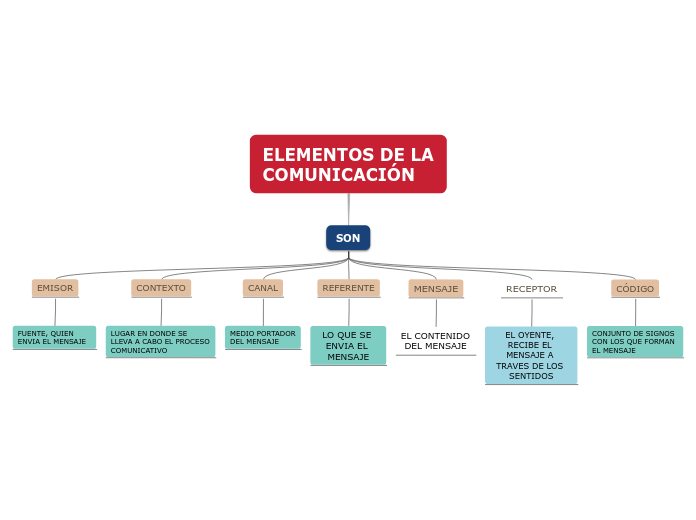 ELEMENTOS DE LA
COMUNICACIÓN
SON
EMISOR
CONTEXTO
CANAL
REFERENTE
MENSAJE
RECEPTOR
CÓDIGO
FUENTE, QUIEN
ENVIA EL MENSAJE
LUGAR EN DONDE SE
LLEVA A CABO EL PROCESO
COMUNICATIVO
MEDIO PORTADOR
DEL MENSAJE
LO QUE SE
ENVIA EL
MENSAJE
EL CONTENIDO
DEL MENSAJE
EL OYENTE,
RECIBE EL
MENSAJE A
TRAVES DE LOS
SENTIDOS
CONJUNTO DE SIGNOS
CON LOS QUE FORMAN
EL MENSAJE